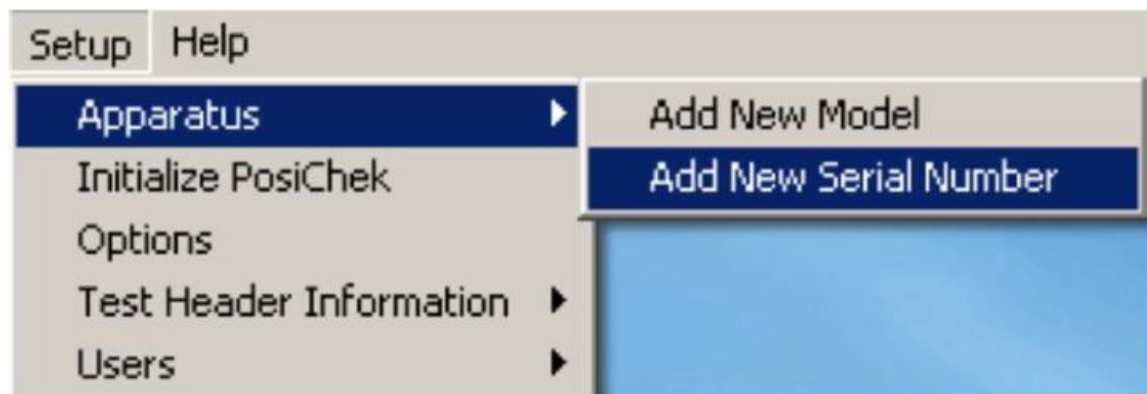 Setup Help
Apparatus
Add New Model
Initialize PosiChek
Add New Serial Number
Options
Test Header Information
Users